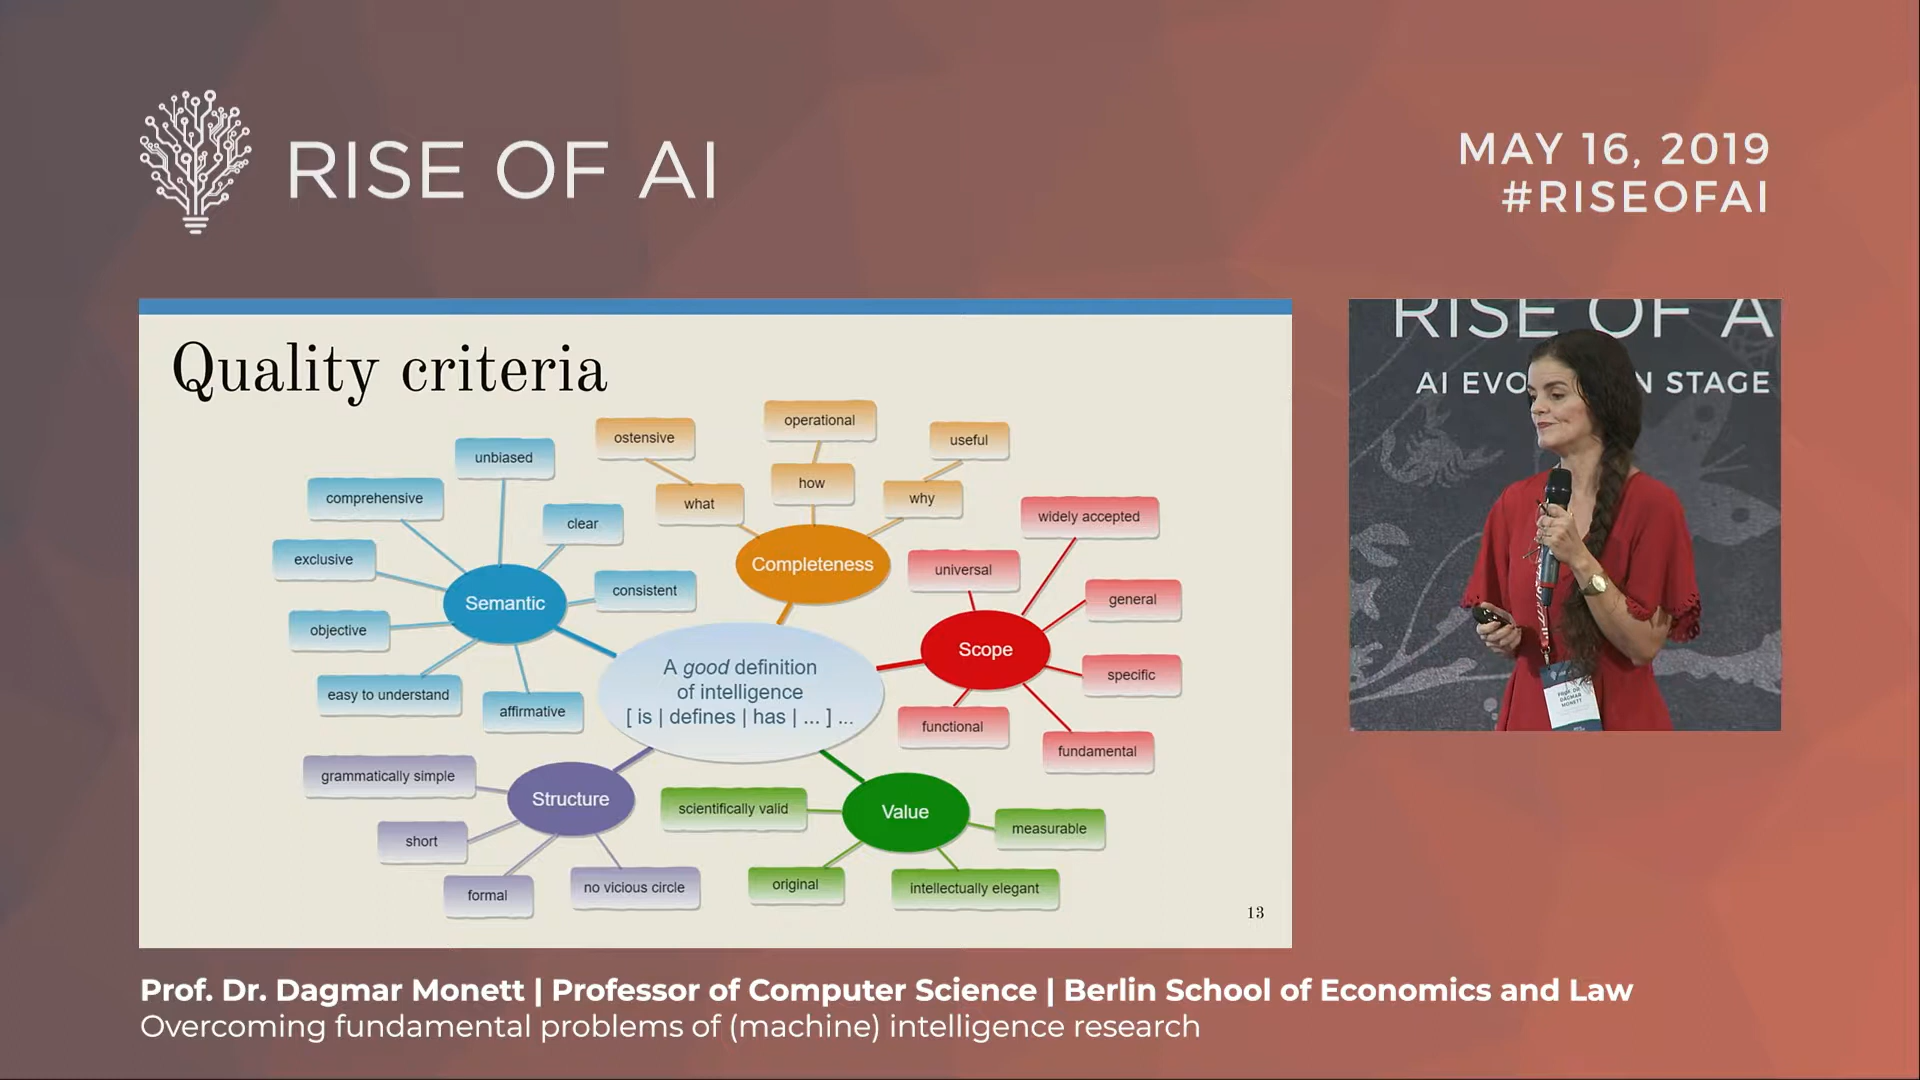 RISE OF AI
MAY 16, 2019
#RISEOFAI
Quality criteria
operational
ostensive
useful
unbiased
how
comprehensive
what
why
clear
widely accepted
exclusive
Completeness
universal
consistent
general
Semantic
objective
Scope
A good definition
of intelligence
[ is | defines | has | ... ] ...
specific
easy to understand
affirmative
functional
fundamental
grammatically simple
Structure
scientifically valid
Value
measurable
short
formal
no vicious circle
original
intellectually elegant
13
RISE OF A
AI EVO N STAGE
PROF. DR.
DAGMAR
MONETT
Prof. Dr. Dagmar Monett | Professor of Computer Science | Berlin School of Economics and Law
Overcoming fundamental problems of (machine) intelligence research